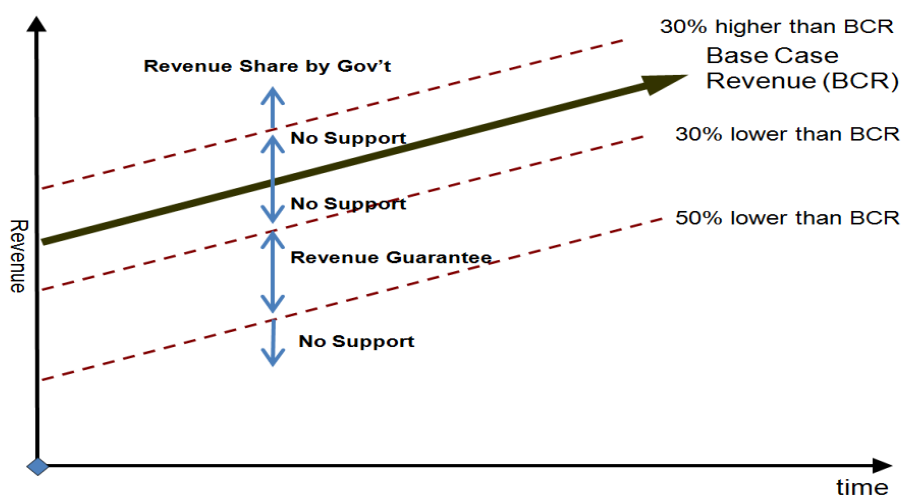 30% higher than BCR
Base Case
Revenue (BCR)
Revenue Share by Gov't
No Support
30% lower than BCR
No Support
50% lower than BCR
Revenue Guarantee
No Support
Revenue
time